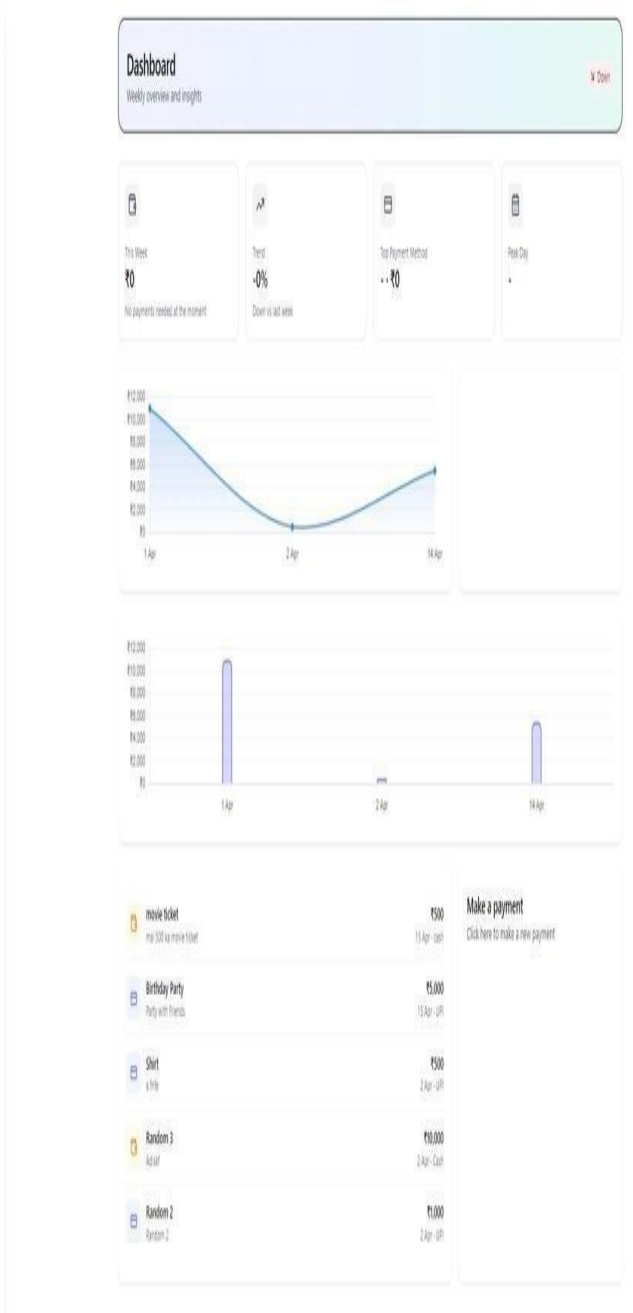 Dashboard
Weekly overview and insights
Down
This Week
₹0
No payments needed at the moment
Trend
-0%
Down vs last week
Top Payment Method
- - ₹0
Peak Day
-
₹12,000
₹10,000
₹8,000
₹6,000
₹4,000
₹2,000
₹0
1 Apr
2 Apr
14 Apr
₹12,000
₹10,000
₹8,000
₹6,000
₹4,000
₹2,000
₹0
1 Apr
2 Apr
14 Apr
movie ticket
₹500
mai 500 ka movie ticket
15 Apr · cash
Birthday Party
₹5,000
Party with Friends
15 Apr · UPI
Shirt
₹500
2 Apr · UPI
Random 3
₹10,000
2 Apr · Cash
Random 2
₹1,000
Random 2
2 Apr · UPI
Make a payment
Click here to make a new payment